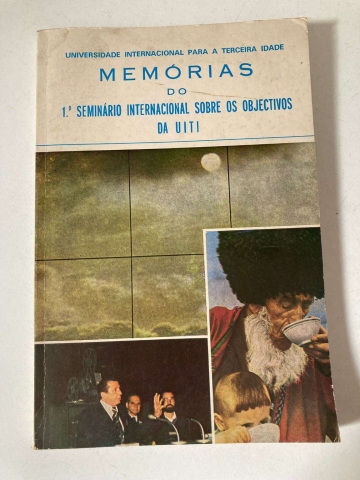 UNIVERSIDADE INTERNACIONAL PARA A TERCEIRA IDADE
MEMÓRIAS
DO
1.º SEMINÁRIO INTERNACIONAL SOBRE OS OBJECTIVOS
DA UITI